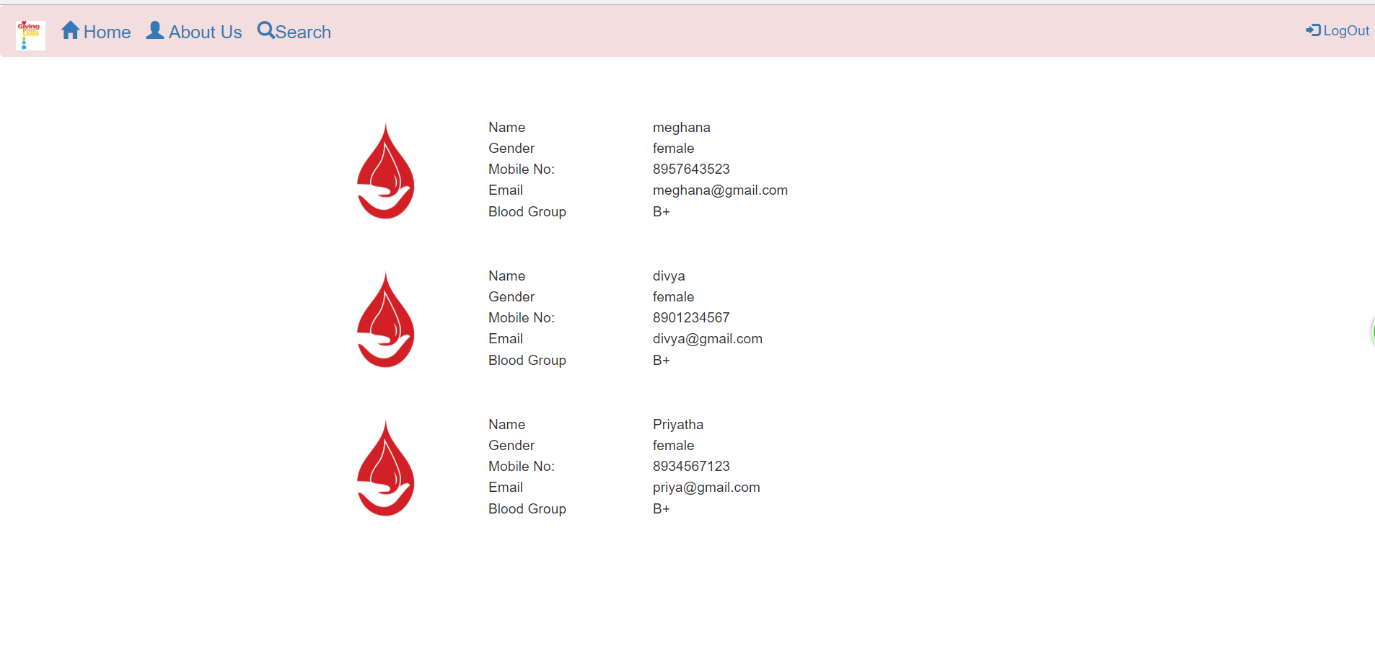 Giving
Home About Us Search LogOut
Name meghana
Gender female
Mobile No: 8957643523
Email meghana@gmail.com
Blood Group B+
Name divya
Gender female
Mobile No: 8901234567
Email divya@gmail.com
Blood Group B+
Name Priyatha
Gender female
Mobile No: 8934567123
Email priya@gmail.com
Blood Group B+